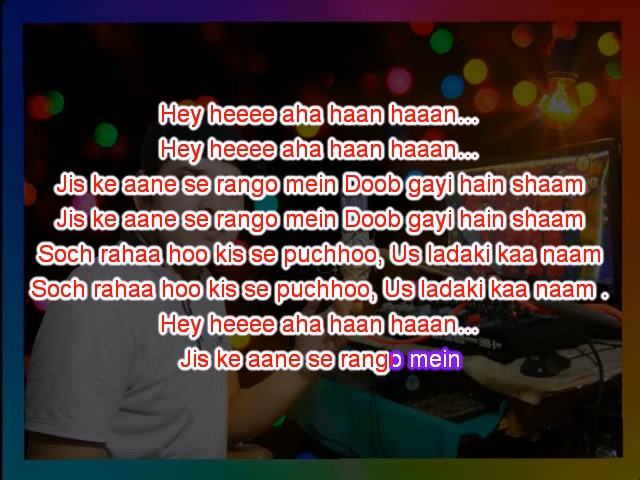 Hey heeee aha haan haaan...
Hey heeee aha haan haaan...
Jis ke aane se rango mein Doob gayi hain shaam
Jis ke aane se rango mein Doob gayi hain shaam
Soch rahaa hoo kis se puchhoo, Us ladaki kaa naam
Soch rahaa hoo kis se puchhoo, Us ladaki kaa naam .
Hey heeee aha haan haaan...
Jis ke aane se rango mein